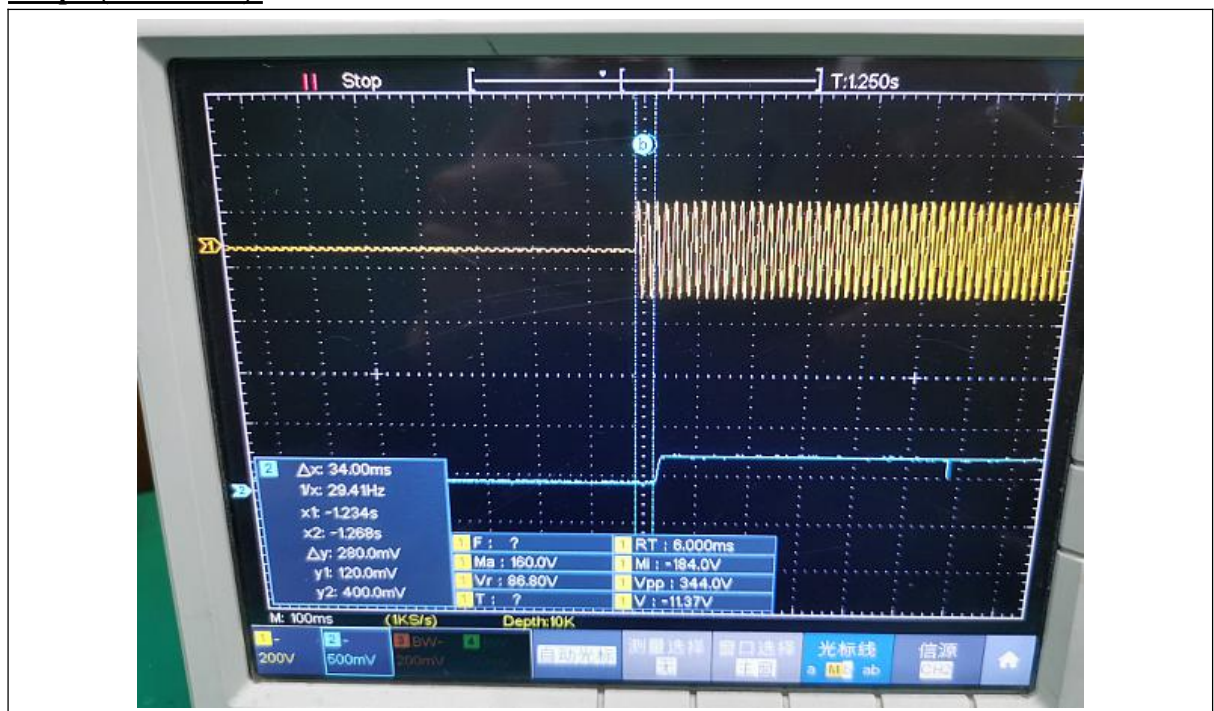 Stop
T:1.250s
b
1
2
2 Δx: 34.00ms
1/x: 29.41Hz
x1: -1.234s
x2: -1.268s
Δy: 280.0mV
y1: 120.0mV
y2: 400.0mV
1 F : ? 1 RT : 6.000ms
1 Ma : 160.0V 1 Mi : -184.0V
1 Vr : 86.80V 1 Vpp : 344.0V
1 T : ? 1 V : -11.37V
M: 100ms (1KS/s) Depth:10K
1 - 2 - 3 BW- 4
200V 500mV 200mV
自动光标 测量选择 窗口选择 光标线 信源
无 主图 a ab CH2